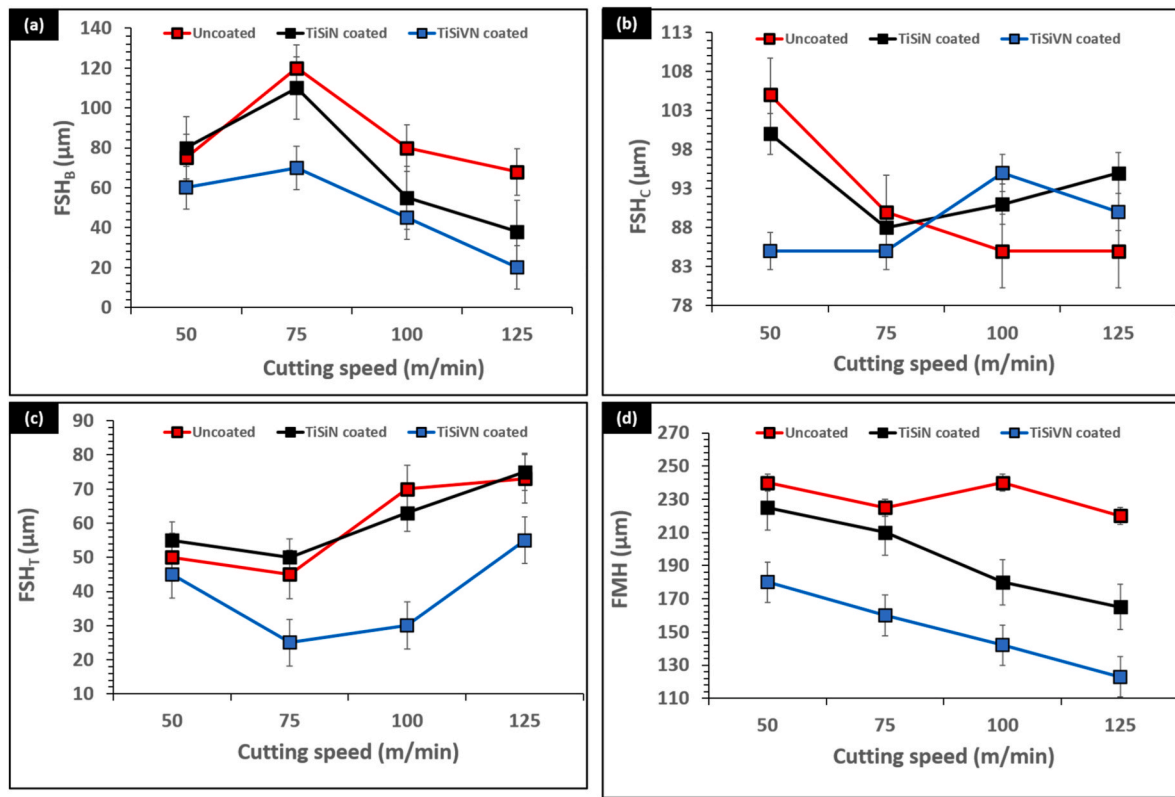 (a)
Uncoated TiSiN coated TiSiVN coated
FSH_B (µm)
140
120
100
80
60
40
20
0
50 75 100 125
Cutting speed (m/min)
(b)
Uncoated TiSiN coated TiSiVN coated
FSH_C (µm)
113
108
103
98
93
88
83
78
50 75 100 125
Cutting speed (m/min)
(c)
Uncoated TiSiN coated TiSiVN coated
FSH_T (µm)
90
80
70
60
50
40
30
20
10
50 75 100 125
Cutting speed (m/min)
(d)
Uncoated TiSiN coated TiSiVN coated
FMH (µm)
270
250
230
210
190
170
150
130
110
50 75 100 125
Cutting speed (m/min)